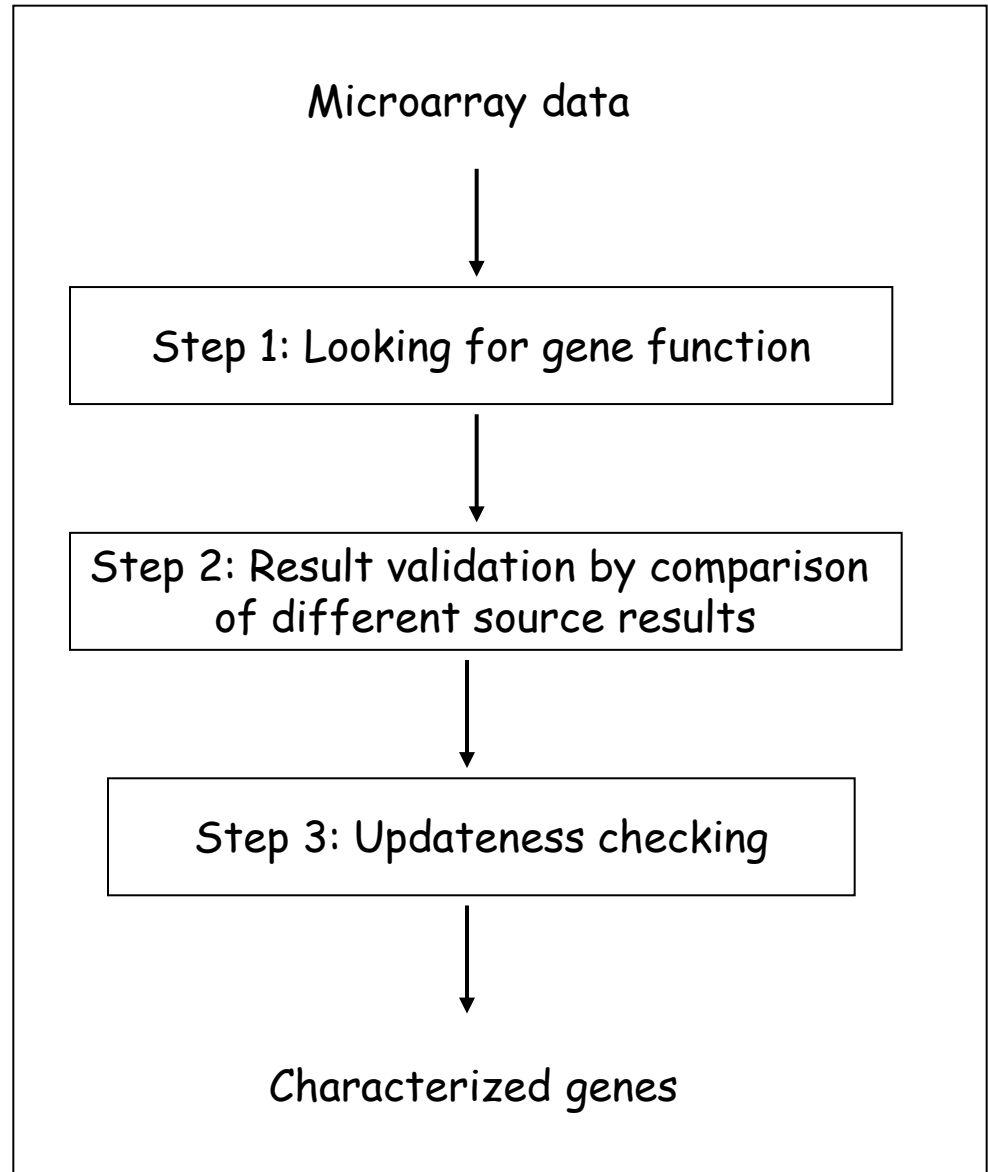 Microarray data
Step 1: Looking for gene function
Step 2: Result validation by comparison
of different source results
Step 3: Updateness checking
Characterized genes